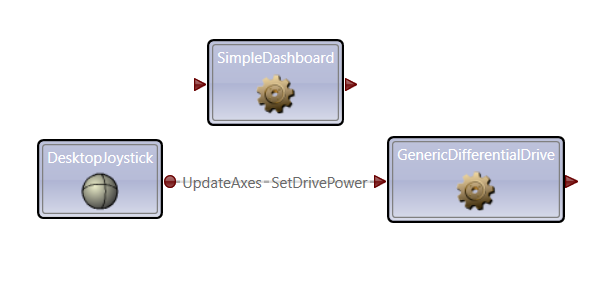 SimpleDashboard
DesktopJoystick
UpdateAxes - SetDrivePower
GenericDifferentialDrive